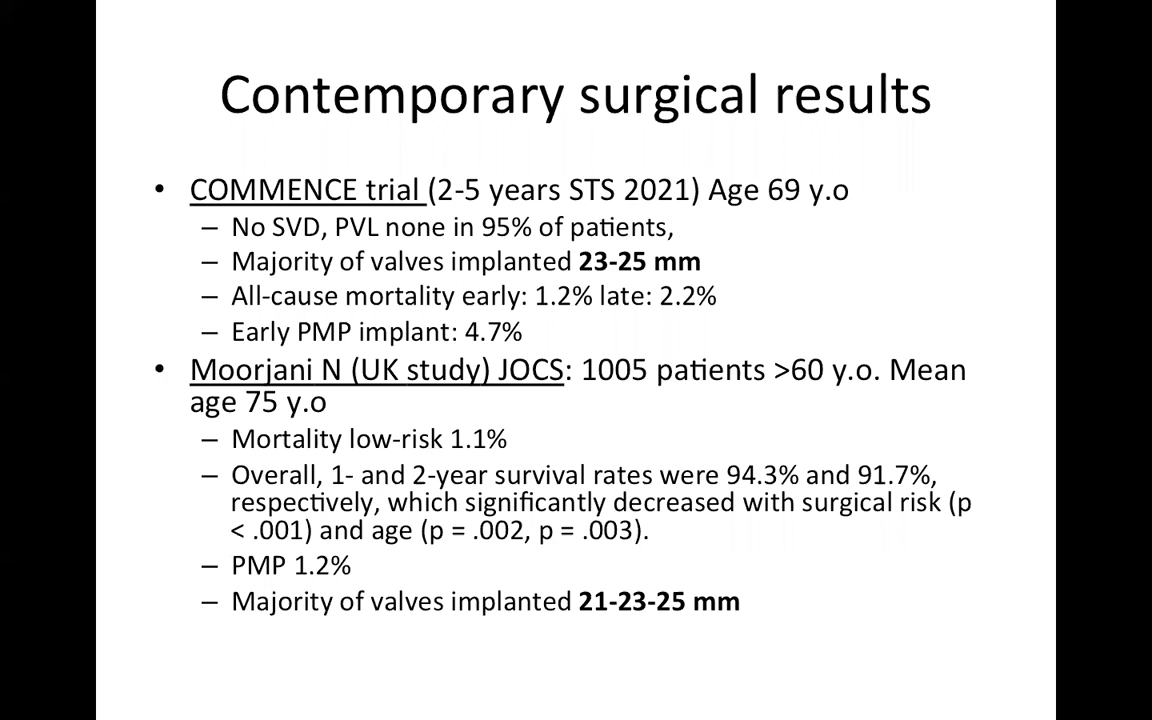 Contemporary surgical results
• COMMENCE trial (2-5 years STS 2021) Age 69 y.o
– No SVD, PVL none in 95% of patients,
– Majority of valves implanted 23-25 mm
– All-cause mortality early: 1.2% late: 2.2%
– Early PMP implant: 4.7%
• Moorjani N (UK study) JOCS: 1005 patients >60 y.o. Mean
age 75 y.o
– Mortality low-risk 1.1%
– Overall, 1- and 2-year survival rates were 94.3% and 91.7%,
respectively, which significantly decreased with surgical risk (p
< .001) and age (p = .002, p = .003).
– PMP 1.2%
– Majority of valves implanted 21-23-25 mm